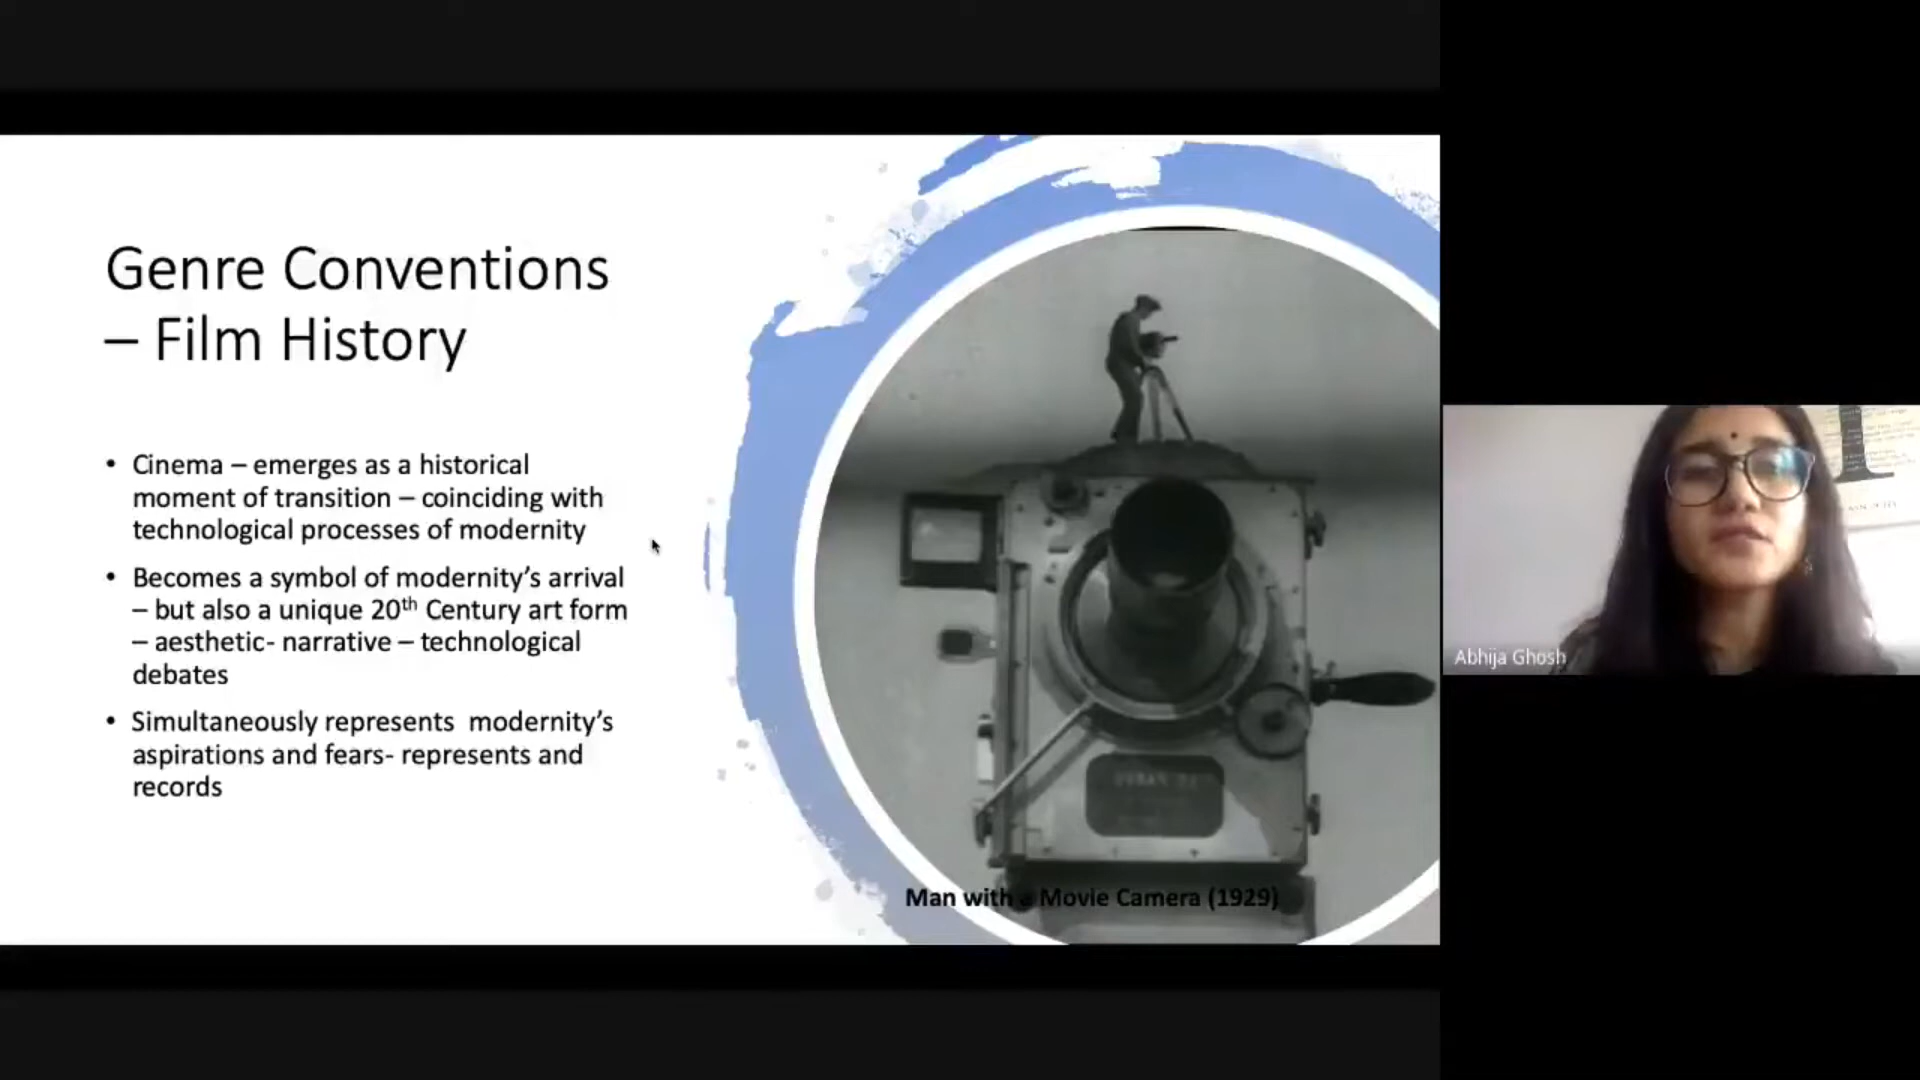 Genre Conventions
– Film History
• Cinema – emerges as a historical
moment of transition – coinciding with
technological processes of modernity
• Becomes a symbol of modernity’s arrival
– but also a unique 20th Century art form
– aesthetic- narrative – technological
debates
• Simultaneously represents modernity’s
aspirations and fears- represents and
records
Man with a Movie Camera (1929)
Abhija Ghosh